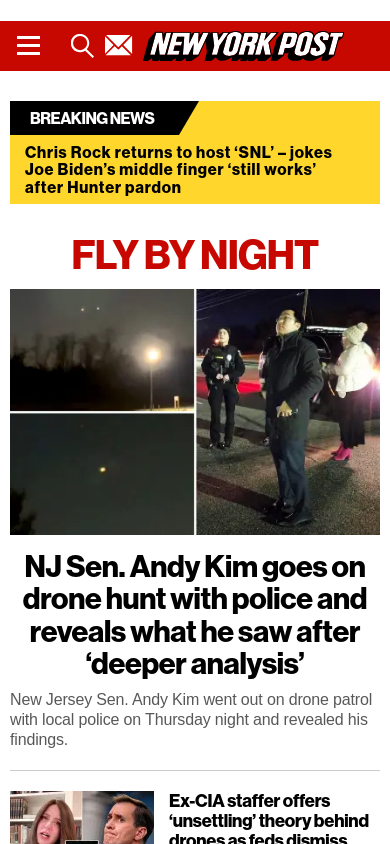 NEW YORK POST
BREAKING NEWS
Chris Rock returns to host ‘SNL’ – jokes
Joe Biden’s middle finger ‘still works’
after Hunter pardon
FLY BY NIGHT
NJ Sen. Andy Kim goes on
drone hunt with police and
reveals what he saw after
‘deeper analysis’
New Jersey Sen. Andy Kim went out on drone patrol
with local police on Thursday night and revealed his
findings.
Ex-CIA staffer offers
‘unsettling’ theory behind
drones as feds dismiss